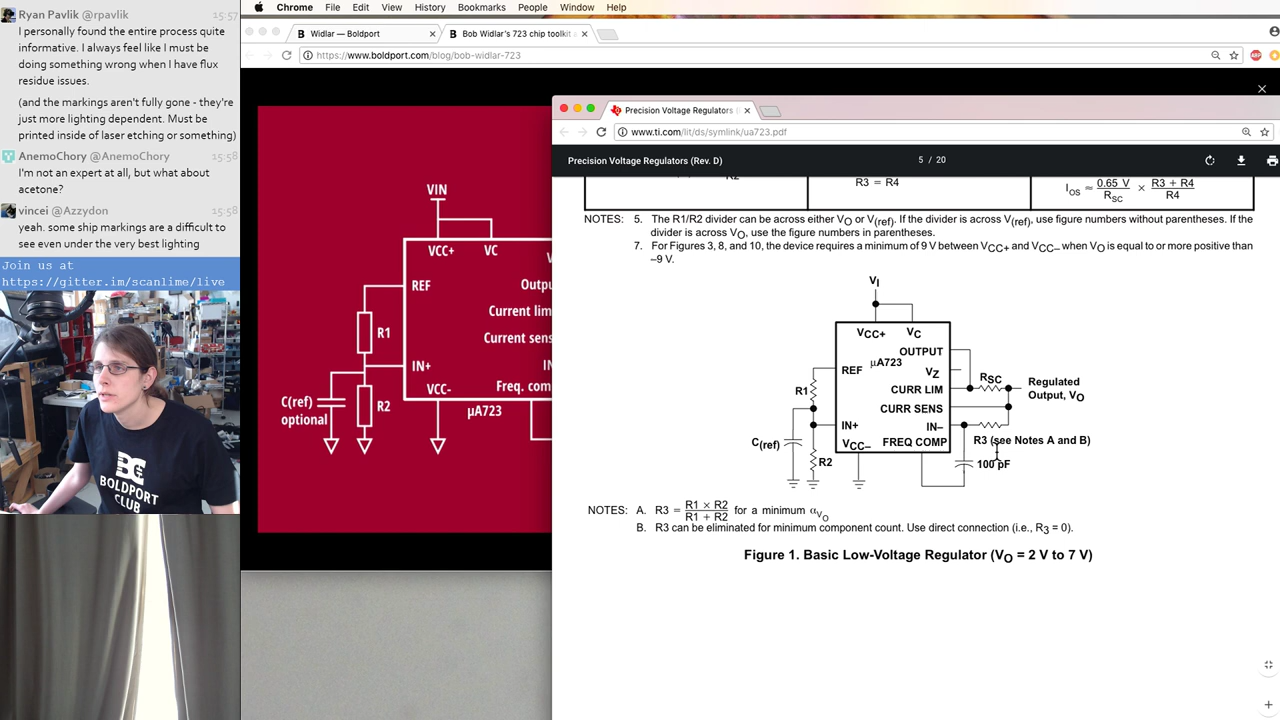 Ryan Pavlik @rpavlik 15:57
I personally found the entire process quite
informative. I always feel like I must be
doing something wrong when I have flux
residue issues.
(and the markings aren't fully gone - they're
just more lighting dependent. Must be
printed inside of laser etching or something)
AnemoChory @AnemoChory 15:58
I'm not an expert at all, but what about
acetone?
vincei @Azzydon 15:58
yeah. some ship markings are a difficult to
see even under the very best lighting
Join us at
https://gitter.im/scanlime/live
BOLDPORT
CLUB
Chrome File Edit View History Bookmarks People Window Help
Widlar — Boldport
Bob Widlar's 723 chip toolkit
https://www.boldport.com/blog/bob-widlar-723
VIN
VCC+ VC
REF
Outpu
R1
Current lim
Current sens
IN+
IN
VCC-
Freq. com
R2
C(ref)
optional
µA723
Precision Voltage Regulators
www.ti.com/lit/ds/symlink/ua723.pdf
Precision Voltage Regulators (Rev. D)
5 / 20
R3 = R4
IOS ≈ 0.65 V / RSC × R3 + R4 / R4
NOTES: 5. The R1/R2 divider can be across either VO or V(ref). If the divider is across V(ref), use figure numbers without parentheses. If the
divider is across VO, use the figure numbers in parentheses.
7. For Figures 3, 8, and 10, the device requires a minimum of 9 V between VCC+ and VCC− when VO is equal to or more positive than
−9 V.
VI
VCC+ VC
OUTPUT
µA723
REF
VZ
R1
CURR LIM
RSC
Regulated
Output, VO
CURR SENS
IN+
IN−
C(ref)
VCC−
FREQ COMP
R3 (see Notes A and B)
R2
100 pF
NOTES: A. R3 = R1 × R2 / R1 + R2 for a minimum αVO
B. R3 can be eliminated for minimum component count. Use direct connection (i.e., R3 = 0).
Figure 1. Basic Low-Voltage Regulator (VO = 2 V to 7 V)